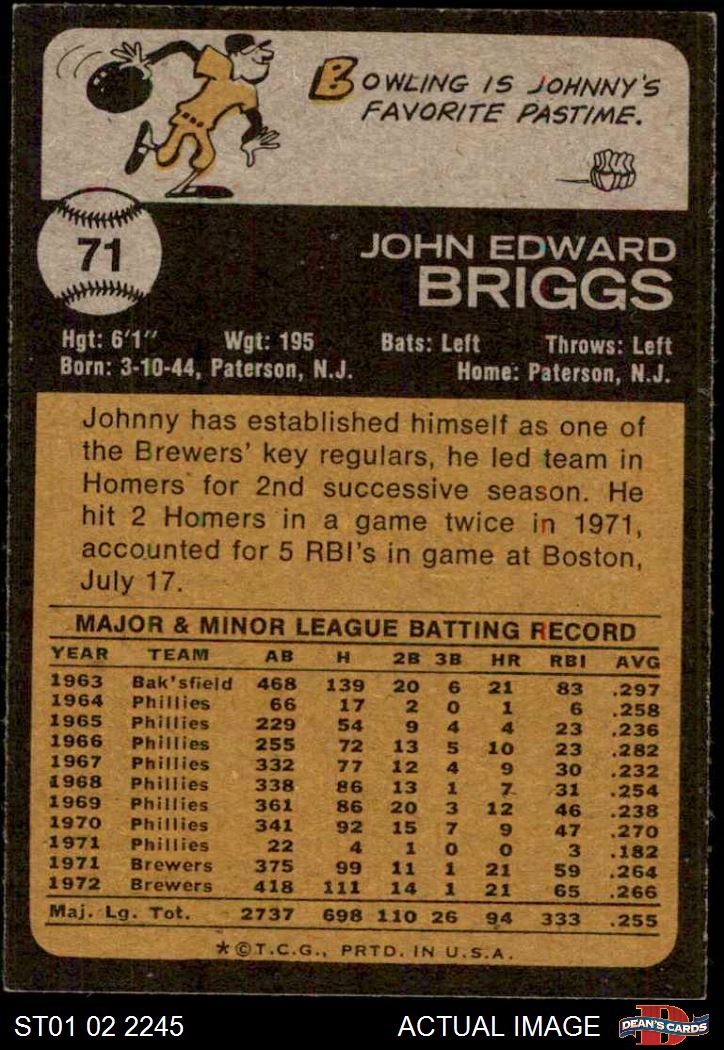 BOWLING IS JOHNNY'S
FAVORITE PASTIME.
71
JOHN EDWARD
BRIGGS
Hgt: 6'1" Wgt: 195 Bats: Left Throws: Left
Born: 3-10-44, Paterson, N.J. Home: Paterson, N.J.
Johnny has established himself as one of
the Brewers' key regulars, he led team in
Homers for 2nd successive season. He
hit 2 Homers in a game twice in 1971,
accounted for 5 RBI's in game at Boston,
July 17.
MAJOR & MINOR LEAGUE BATTING RECORD
YEAR TEAM AB H 2B 3B HR RBI AVG
1963 Bak'sfield 468 139 20 6 21 83 .297
1964 Phillies 66 17 2 0 1 6 .258
1965 Phillies 229 54 9 4 4 23 .236
1966 Phillies 255 72 13 5 10 23 .282
1967 Phillies 332 77 12 4 9 30 .232
1968 Phillies 338 86 13 1 7 31 .254
1969 Phillies 361 86 20 3 12 46 .238
1970 Phillies 341 92 15 7 9 47 .270
1971 Phillies 22 4 1 0 0 3 .182
1971 Brewers 375 99 11 1 21 59 .264
1972 Brewers 418 111 14 1 21 65 .266
Maj. Lg. Tot. 2737 698 110 26 94 333 .255
*©T.C.G., PRTD. IN U.S.A.
ST01 02 2245 ACTUAL IMAGE D DEAN'S CARDS